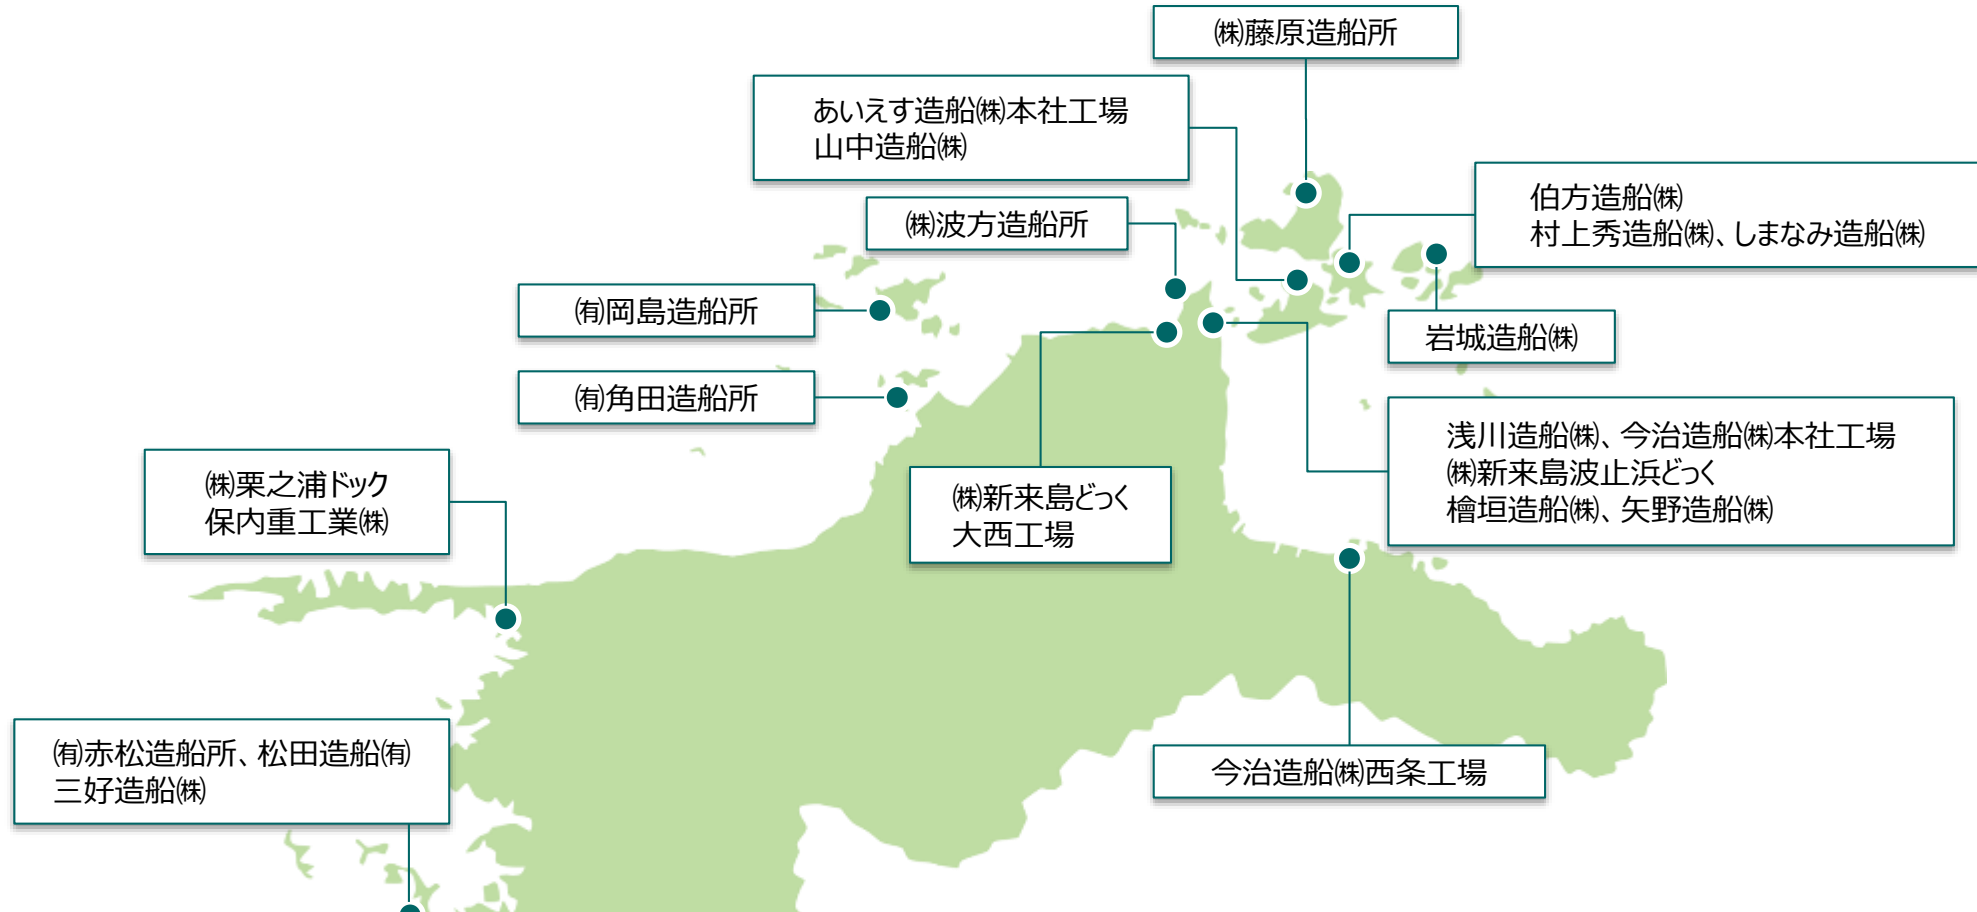 ㈱藤原造船所
あいえす造船㈱本社工場
山中造船㈱
伯方造船㈱
村上秀造船㈱、しまなみ造船㈱
㈱波方造船所
㈲岡島造船所
岩城造船㈱
㈲角田造船所
浅川造船㈱、今治造船㈱本社工場
㈱新来島波止浜どっく
檜垣造船㈱、矢野造船㈱
㈱栗之浦ドック
保内重工業㈱
㈱新来島どっく
大西工場
㈲赤松造船所、松田造船㈲
三好造船㈱
今治造船㈱西条工場